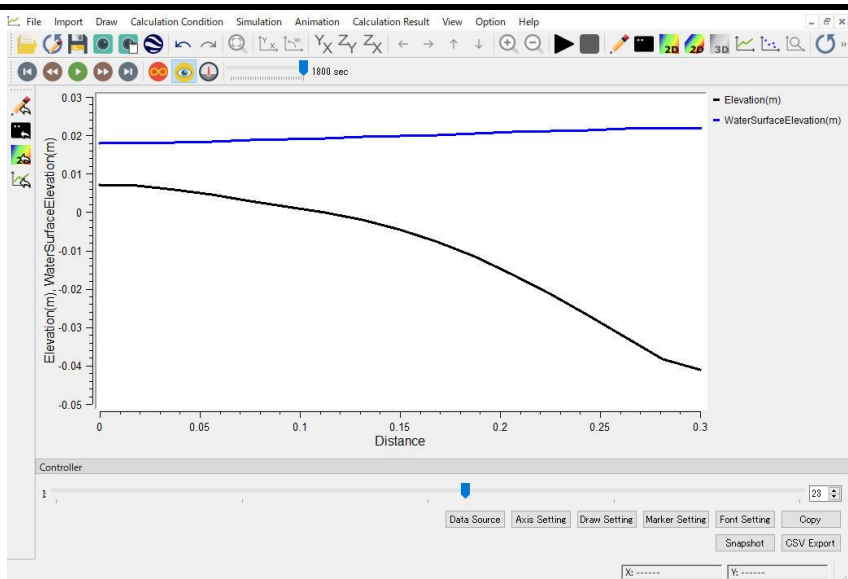 File Import Draw Calculation Condition Simulation Animation Calculation Result View Option Help
2D 2D 3D
1800 sec
Elevation(m)
WaterSurfaceElevation(m)
Elevation(m), WaterSurfaceElevation(m)
0.03
0.02
0.01
0
-0.01
-0.02
-0.03
-0.04
-0.05
0 0.05 0.1 0.15 0.2 0.25 0.3
Distance
Controller
23
Data Source Axis Setting Draw Setting Marker Setting Font Setting Copy
Snapshot CSV Export
X: ------ Y: ------